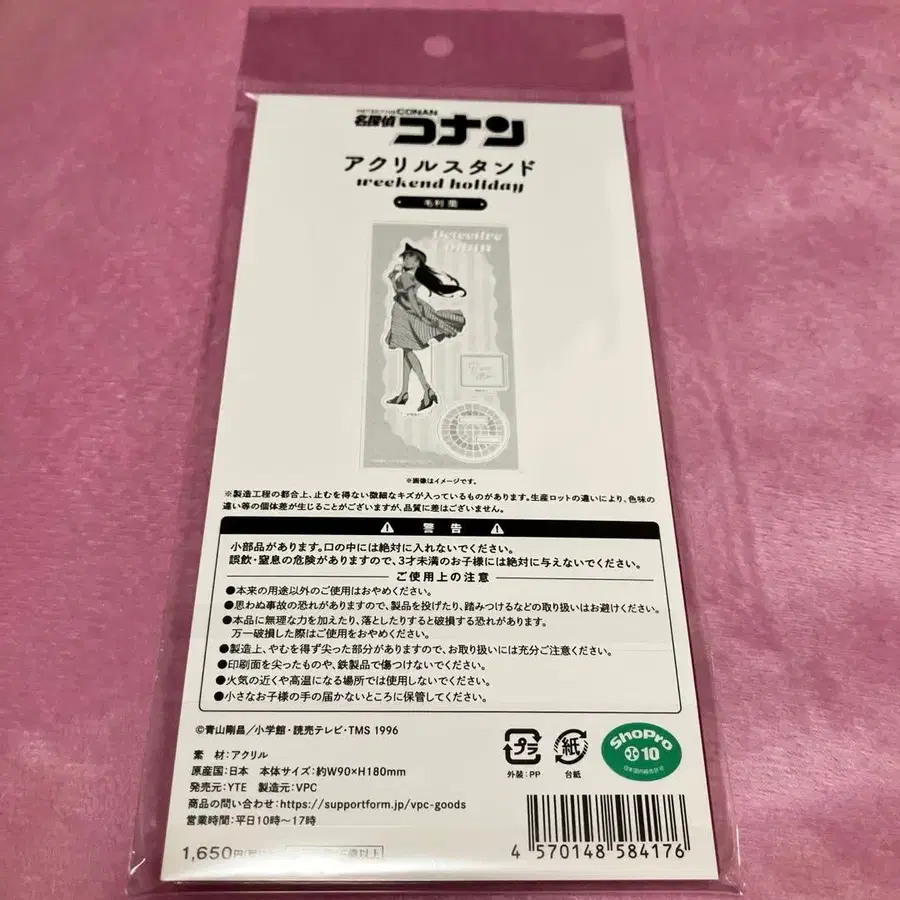 CONAN
名探偵コナン
アクリルスタンド
weekend holiday
毛利 蘭
Detective
Conan
※画像はイメージです。
※製造工程の都合上、止むを得ない微細なキズが入っているものがあります。生産ロットの違いにより、色味の
違い等の個体差が生じることがございますが、品質に差はございません。
警告
小部品があります。口の中には絶対に入れないでください。
誤飲・窒息の危険がありますので、3才未満のお子様には絶対に与えないでください。
ご使用上の注意
●本来の用途以外のご使用はおやめください。
●思わぬ事故の恐れがありますので、製品を投げたり、踏みつけるなどの取り扱いはお避けください。
●本品に無理な力を加えたり、落としたりすると破損する恐れがあります。
万一破損した際はご使用をおやめください。
●製造上、やむを得ず尖った部分がありますので、お取り扱いには充分ご注意ください。
●印刷面を尖ったものや、鉄製品で傷つけないでください。
●火気の近くや高温になる場所では使用しないでください。
●小さなお子様の手の届かないところに保管してください。
©青山剛昌/小学館・読売テレビ・TMS 1996
素 材:アクリル
原産国:日本 本体サイズ:約W90×H180mm
発売元:YTE 製造元:VPC
商品の問い合わせ:https://supportform.jp/vpc-goods
営業時間:平日10時~17時
1,650円
歳以上
プラ
外装:PP
紙
台紙
ShoPro
10
4 570148 584176